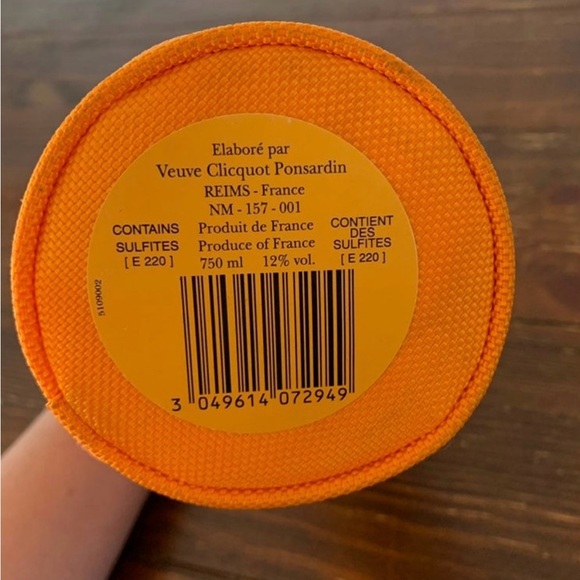 Elaboré par
Veuve Clicquot Ponsardin
REIMS - France
NM - 157 - 001
CONTAINS
SULFITES
[ E 220 ]
Produit de France
Produce of France
750 ml 12% vol.
CONTIENT
DES
SULFITES
[ E 220 ]
5109002
3 049614 072949